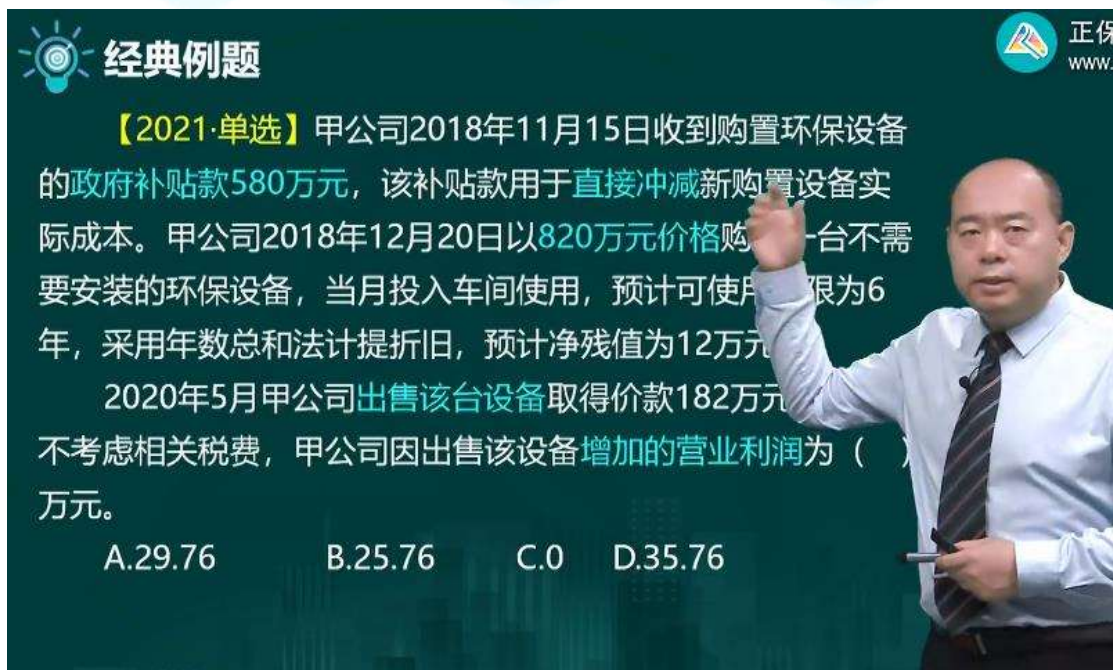 经典例题
正保
www.
【2021·单选】甲公司2018年11月15日收到购置环保设备
的政府补贴款580万元，该补贴款用于直接冲减新购置设备实
际成本。甲公司2018年12月20日以820万元价格购 一台不需
要安装的环保设备，当月投入车间使用，预计可使 限为6
年，采用年数总和法计提折旧，预计净残值为12万元
2020年5月甲公司出售该台设备取得价款182万元
不考虑相关税费，甲公司因出售该设备增加的营业利润为（ ）
万元。
A.29.76 B.25.76 C.0 D.35.76